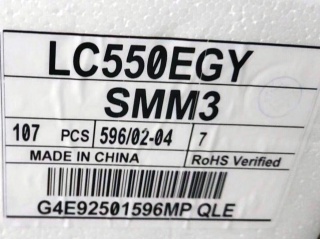 LC550EGY
SMM3
107 PCS 596/02-04 7
MADE IN CHINA RoHS Verified
G4E92501596MP QLE